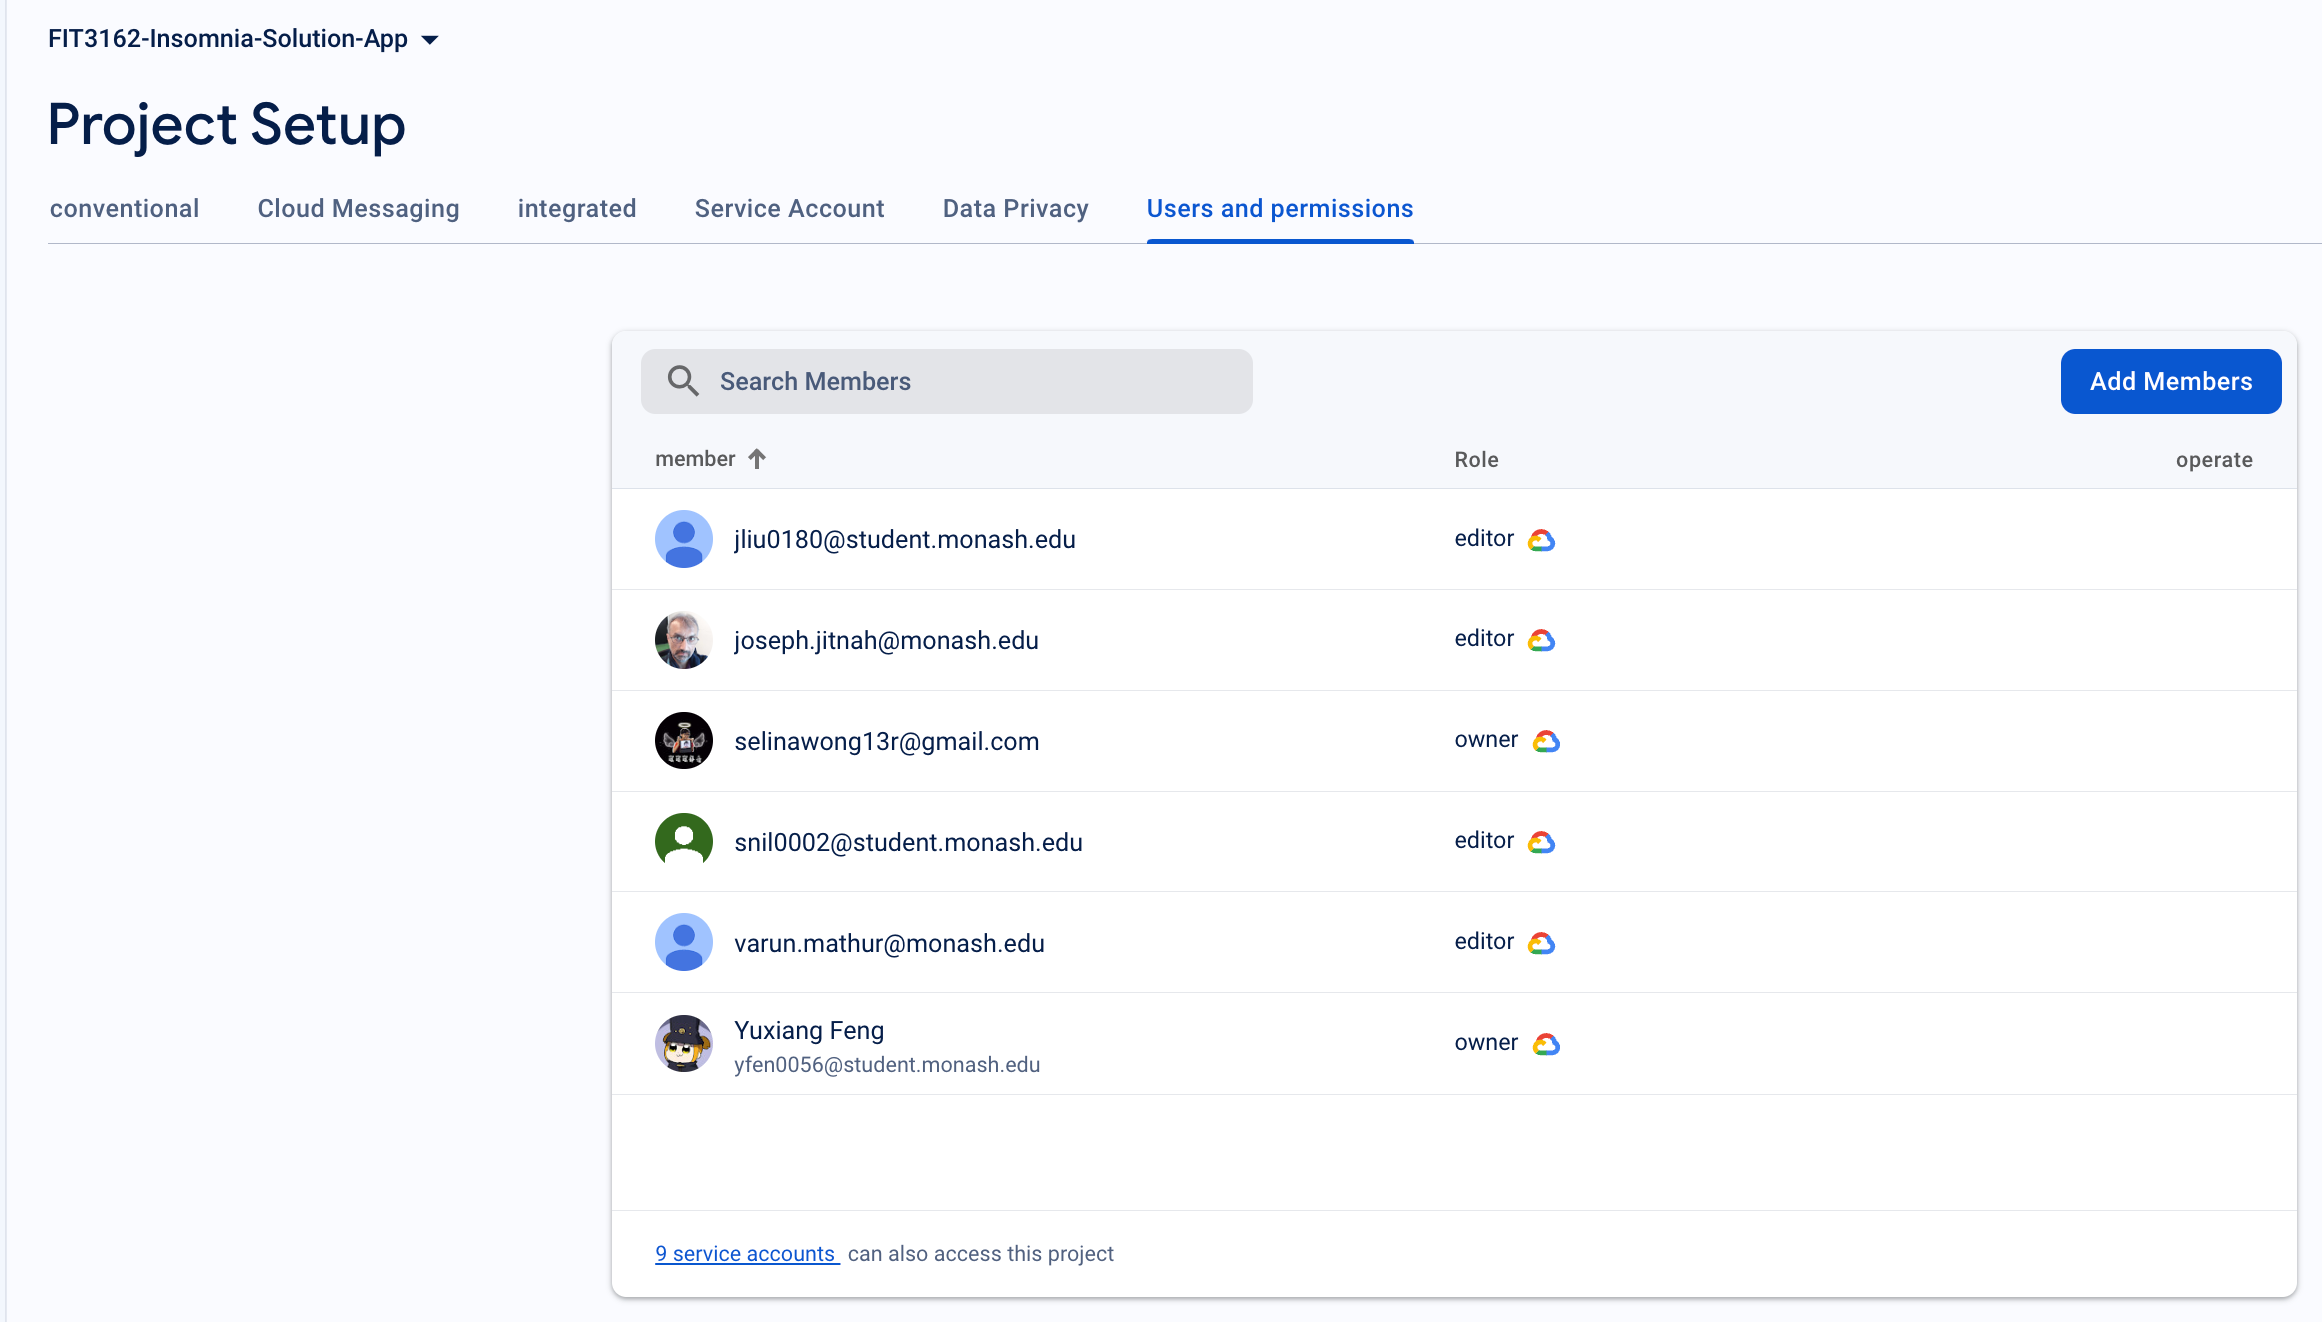 FIT3162-Insomnia-Solution-App
Project Setup
conventional Cloud Messaging integrated Service Account Data Privacy Users and permissions
Search Members Add Members
member Role operate
jliu0180@student.monash.edu editor
joseph.jitnah@monash.edu editor
selinawong13r@gmail.com owner
snil0002@student.monash.edu editor
varun.mathur@monash.edu editor
Yuxiang Feng owner
yfen0056@student.monash.edu
9 service accounts can also access this project